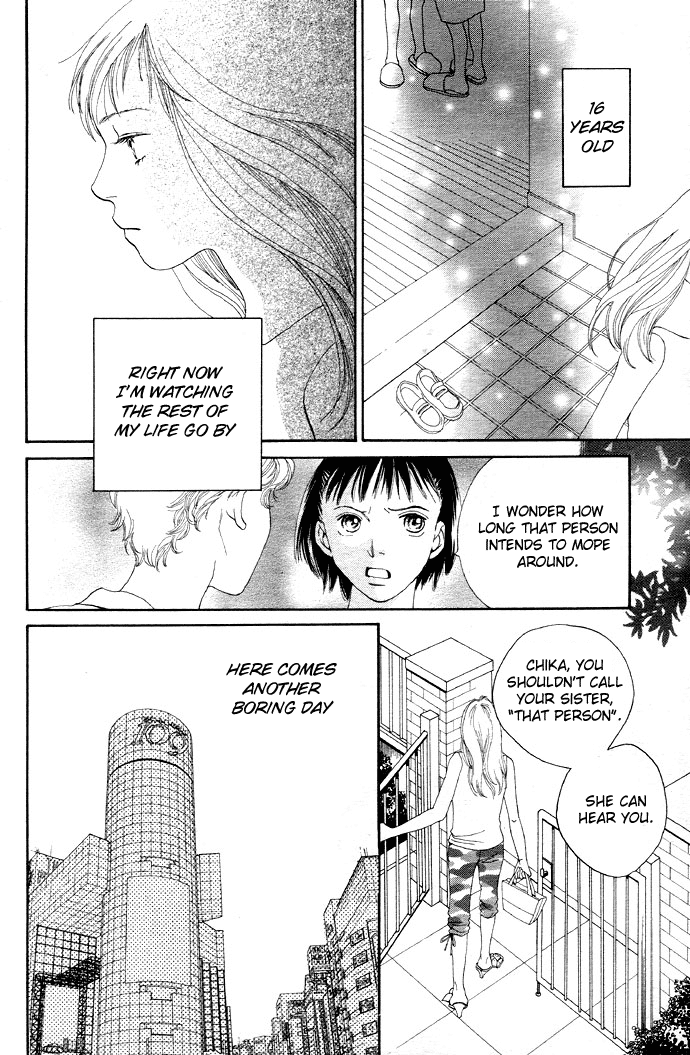 16
YEARS
OLD
RIGHT NOW
I'M WATCHING
THE REST OF
MY LIFE GO BY
I WONDER HOW
LONG THAT PERSON
INTENDS TO MOPE
AROUND.
CHIKA, YOU
SHOULDN'T CALL
YOUR SISTER,
"THAT PERSON".
SHE CAN
HEAR YOU.
HERE COMES
ANOTHER
BORING DAY
109